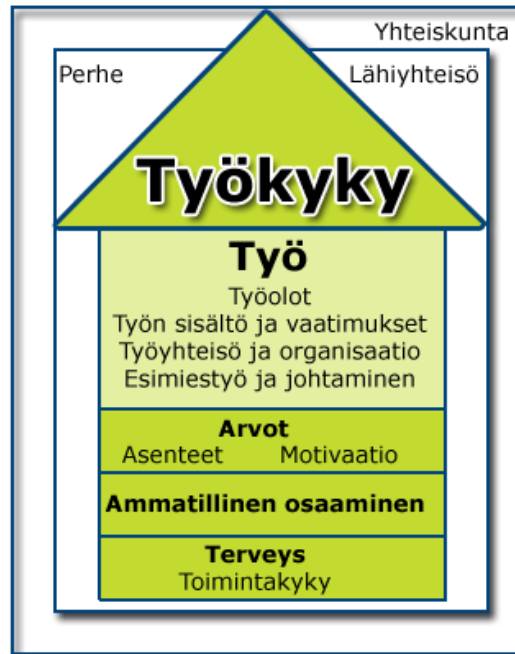 Yhteiskunta
Perhe
Lähiyhteisö
Työkyky
Työ
Työolot
Työn sisältö ja vaatimukset
Työyhteisö ja organisaatio
Esimiestyö ja johtaminen
Arvot
Asenteet Motivaatio
Ammatillinen osaaminen
Terveys
Toimintakyky